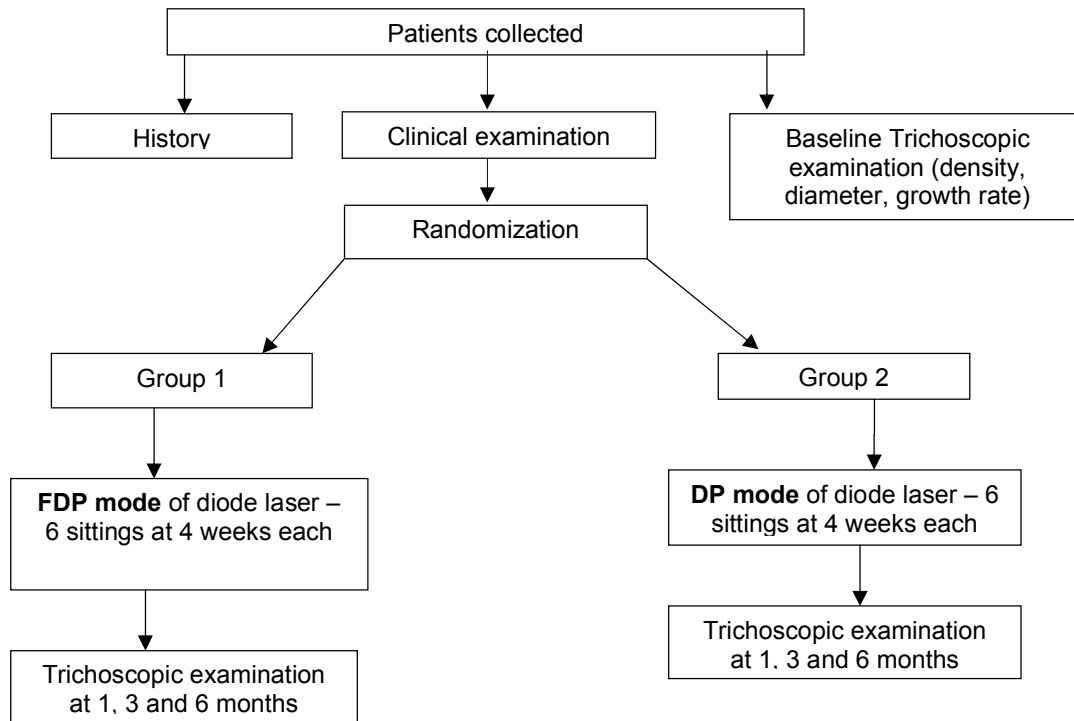 Patients collected
History
Clinical examination
Baseline Trichoscopic
examination (density,
diameter, growth rate)
Randomization
Group 1
Group 2
FDP mode of diode laser –
6 sittings at 4 weeks each
DP mode of diode laser – 6
sittings at 4 weeks each
Trichoscopic examination
at 1, 3 and 6 months
Trichoscopic examination
at 1, 3 and 6 months